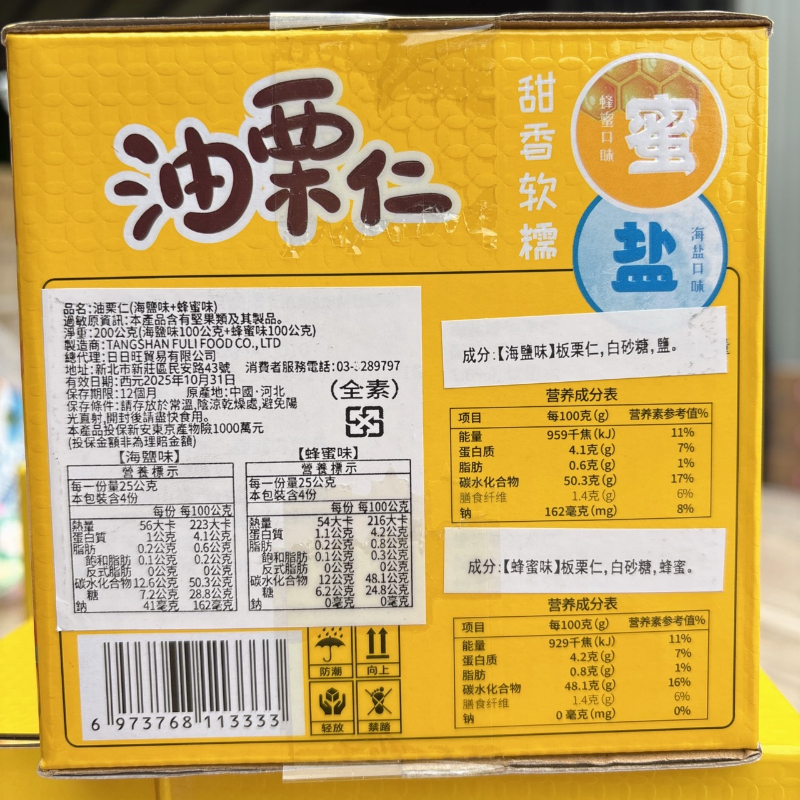 油栗仁
甜香软糯
蜜
蜂蜜口味
盐
海盐口味
品名:油栗仁(海鹽味+蜂蜜味)
過敏原資訊:本產品含有堅果類及其製品。
淨重:200公克(海鹽味100公克+蜂蜜味100公克)
製造商:TANGSHAN FULI FOOD CO.,LTD
總代理:日日旺貿易有限公司
地址:新北市新莊區民安路43號 消費者服務電話:03-289797
有效日期:西元2025年10月31日
保存期限:12個月 原產地:中國·河北
保存條件:請存放於常溫,陰涼乾燥處,避免陽
光直射,開封後請盡快食用。
本產品投保新安東京產物險1000萬元
(投保金額非為理賠金額)
(全素)
【海鹽味】
營養標示
每一份量25公克
本包裝含4份
每份 每100公克
熱量 56大卡 223大卡
蛋白質 1公克 4.1公克
脂肪 0.2公克 0.6公克
飽和脂肪 0.1公克 0.2公克
反式脂肪 0公克 0公克
碳水化合物 12.6公克 50.3公克
糖 7.2公克 28.8公克
鈉 41毫克 162毫克
【蜂蜜味】
營養標示
每一份量25公克
本包裝含4份
每份 每100公克
熱量 54大卡 216大卡
蛋白質 1.1公克 4.2公克
脂肪 0.2公克 0.8公克
飽和脂肪 0.1公克 0.3公克
反式脂肪 0公克 0公克
碳水化合物 12公克 48.1公克
糖 6.2公克 24.8公克
鈉 0毫克 0毫克
成分:【海鹽味】板栗仁,白砂糖,鹽。
营养成分表
项目 每100克(g) 营养素参考值%
能量 959千焦(kJ) 11%
蛋白质 4.1克(g) 7%
脂肪 0.6克(g) 1%
碳水化合物 50.3克(g) 17%
膳食纤维 1.4克(g) 6%
钠 162毫克(mg) 8%
成分:【蜂蜜味】板栗仁,白砂糖,蜂蜜。
营养成分表
项目 每100克(g) 营养素参考值%
能量 929千焦(kJ) 11%
蛋白质 4.2克(g) 7%
脂肪 0.8克(g) 1%
碳水化合物 48.1克(g) 16%
膳食纤维 1.4克(g) 6%
钠 0毫克(mg) 0%
6 973768 113333
防潮
向上
轻放
禁踏